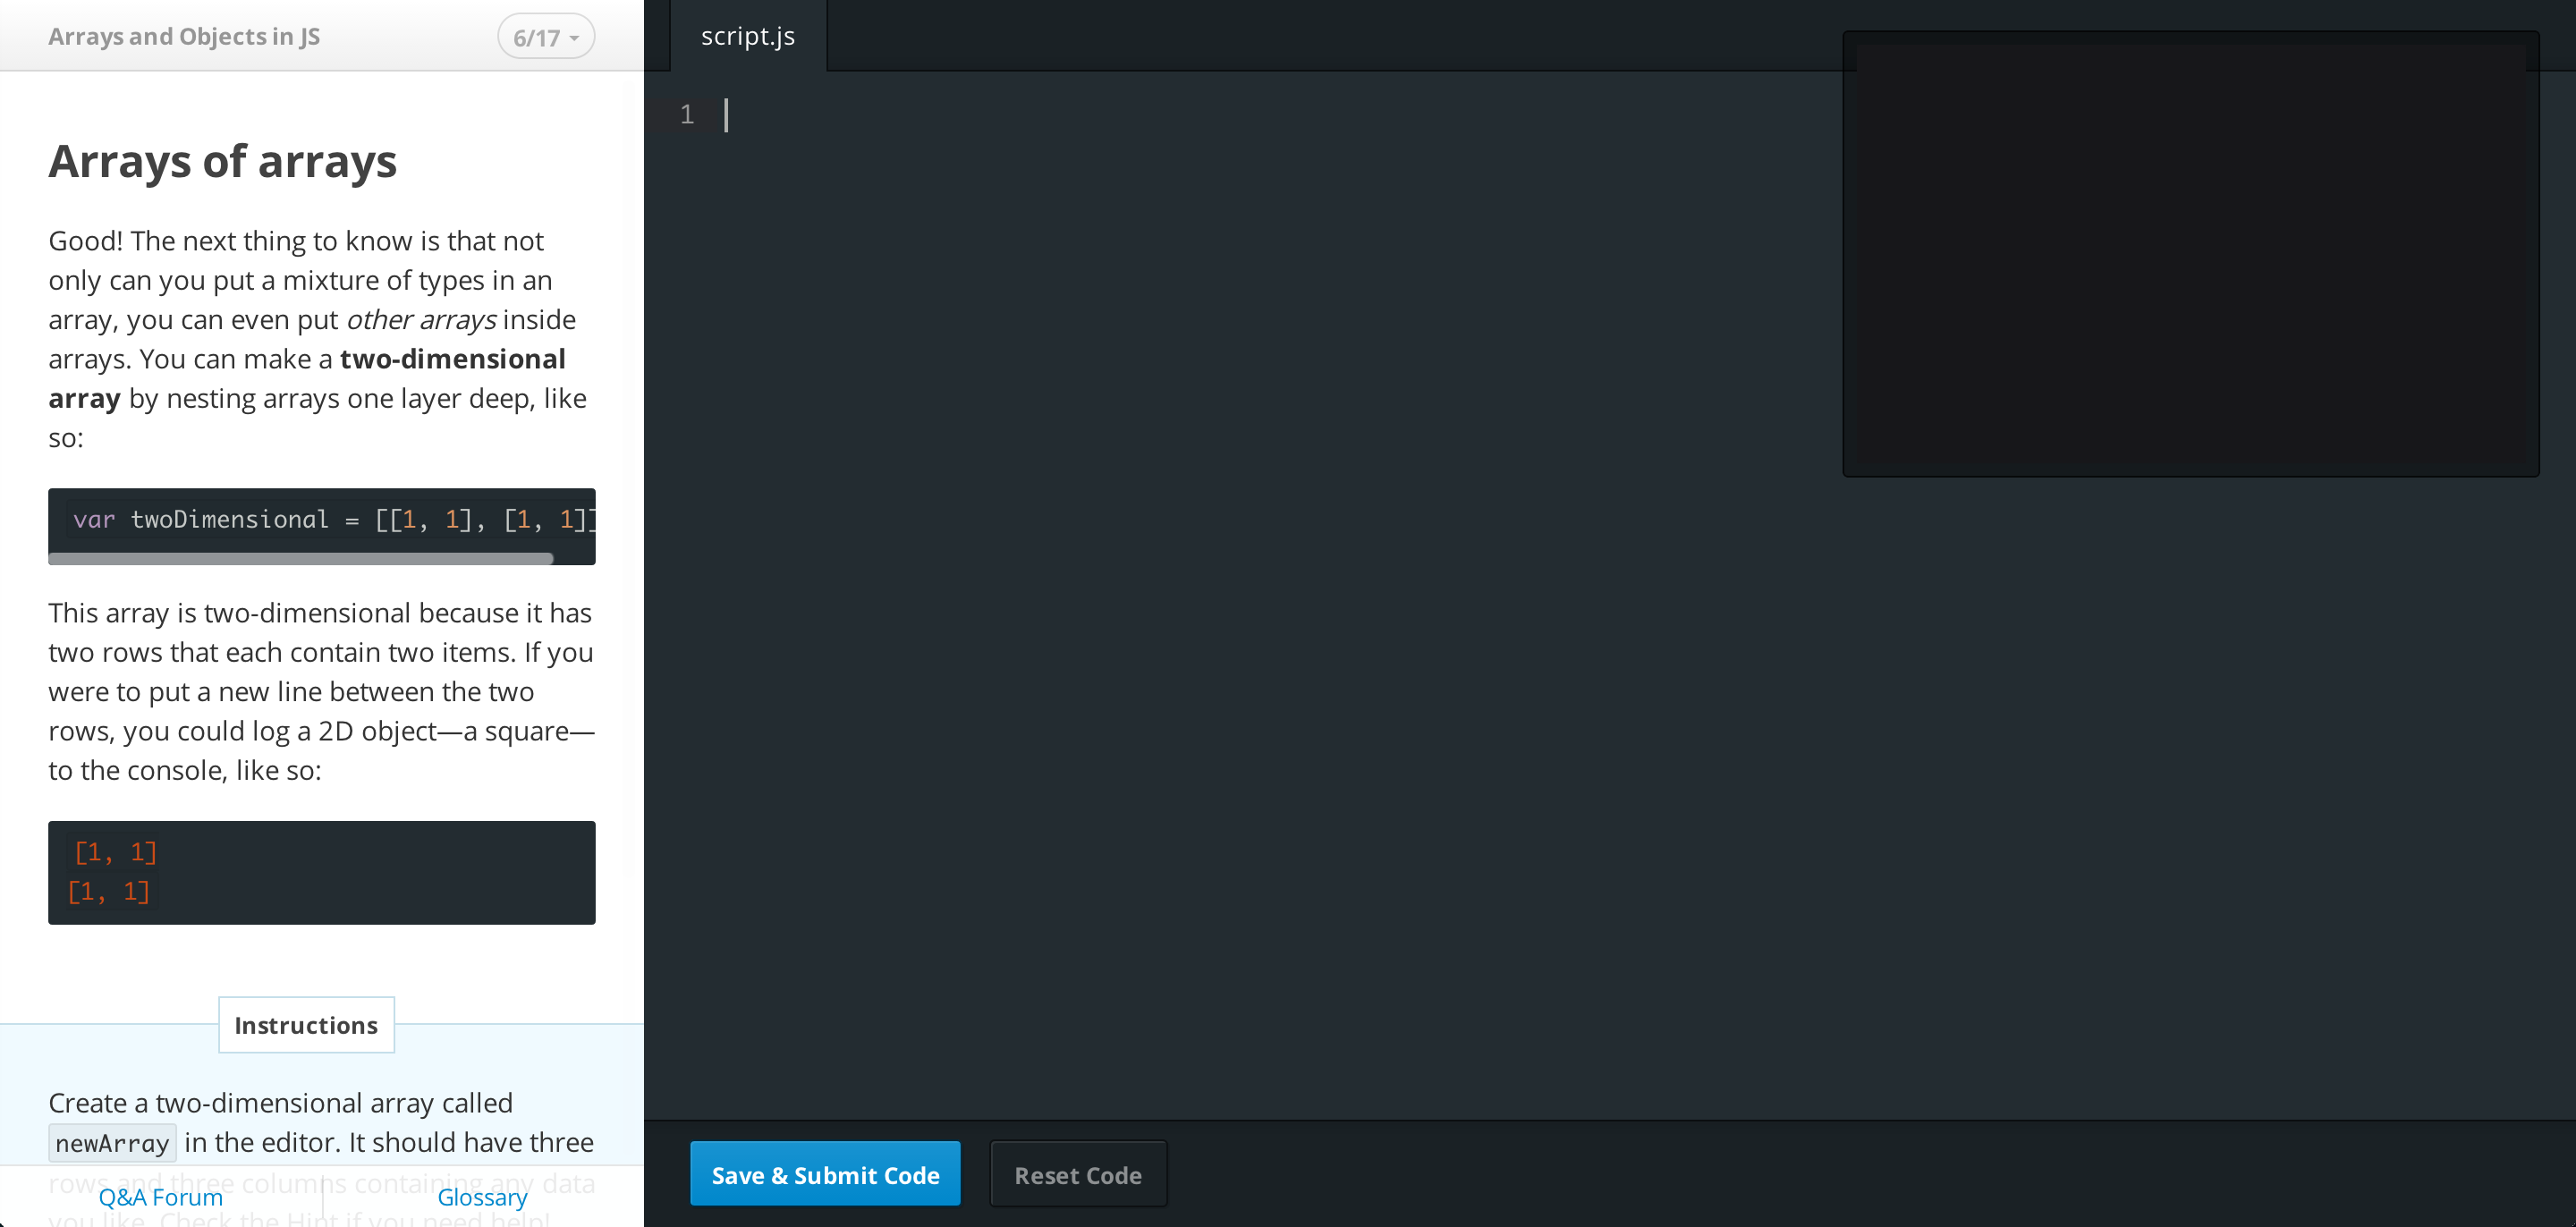 Arrays and Objects in JS
6/17
Arrays of arrays
Good! The next thing to know is that not
only can you put a mixture of types in an
array, you can even put other arrays inside
arrays. You can make a two-dimensional
array by nesting arrays one layer deep, like
so:
var twoDimensional = [[1, 1], [1, 1]]
This array is two-dimensional because it has
two rows that each contain two items. If you
were to put a new line between the two
rows, you could log a 2D object—a square—
to the console, like so:
[1, 1]
[1, 1]
Instructions
Create a two-dimensional array called
newArray in the editor. It should have three
rows and three columns containing any data
you like. Check the Hint if you need help!
Q&A Forum
Glossary
script.js
1
Save & Submit Code
Reset Code